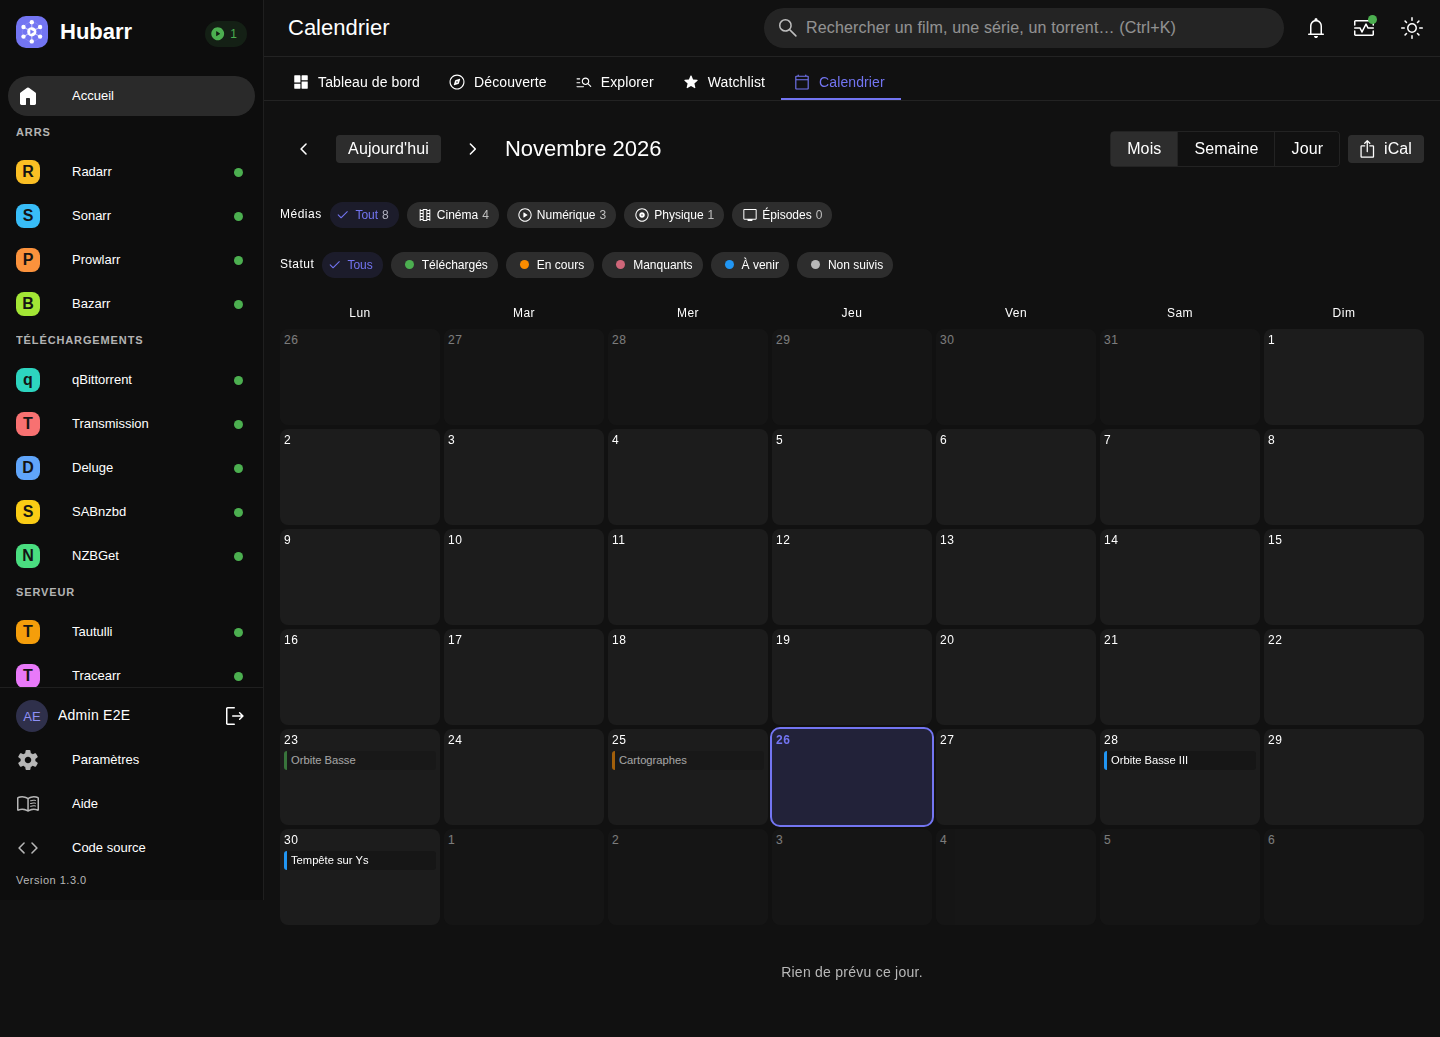 Hubarr
1
Calendrier
Rechercher un film, une série, un torrent… (Ctrl+K)
Accueil
ARRS
R Radarr
S Sonarr
P Prowlarr
B Bazarr
TÉLÉCHARGEMENTS
q qBittorrent
T Transmission
D Deluge
S SABnzbd
N NZBGet
SERVEUR
T Tautulli
T Tracearr
AE Admin E2E
Paramètres
Aide
Code source
Version 1.3.0
Tableau de bord Découverte Explorer Watchlist Calendrier
Aujourd'hui Novembre 2026 Mois Semaine Jour iCal
Médias Tout 8 Cinéma 4 Numérique 3 Physique 1 Épisodes 0
Statut Tous Téléchargés En cours Manquants À venir Non suivis
Lun Mar Mer Jeu Ven Sam Dim
26 27 28 29 30 31 1
2 3 4 5 6 7 8
9 10 11 12 13 14 15
16 17 18 19 20 21 22
23 24 25 26 27 28 29
Orbite Basse Cartographes Orbite Basse III
30 1 2 3 4 5 6
Tempête sur Ys
Rien de prévu ce jour.